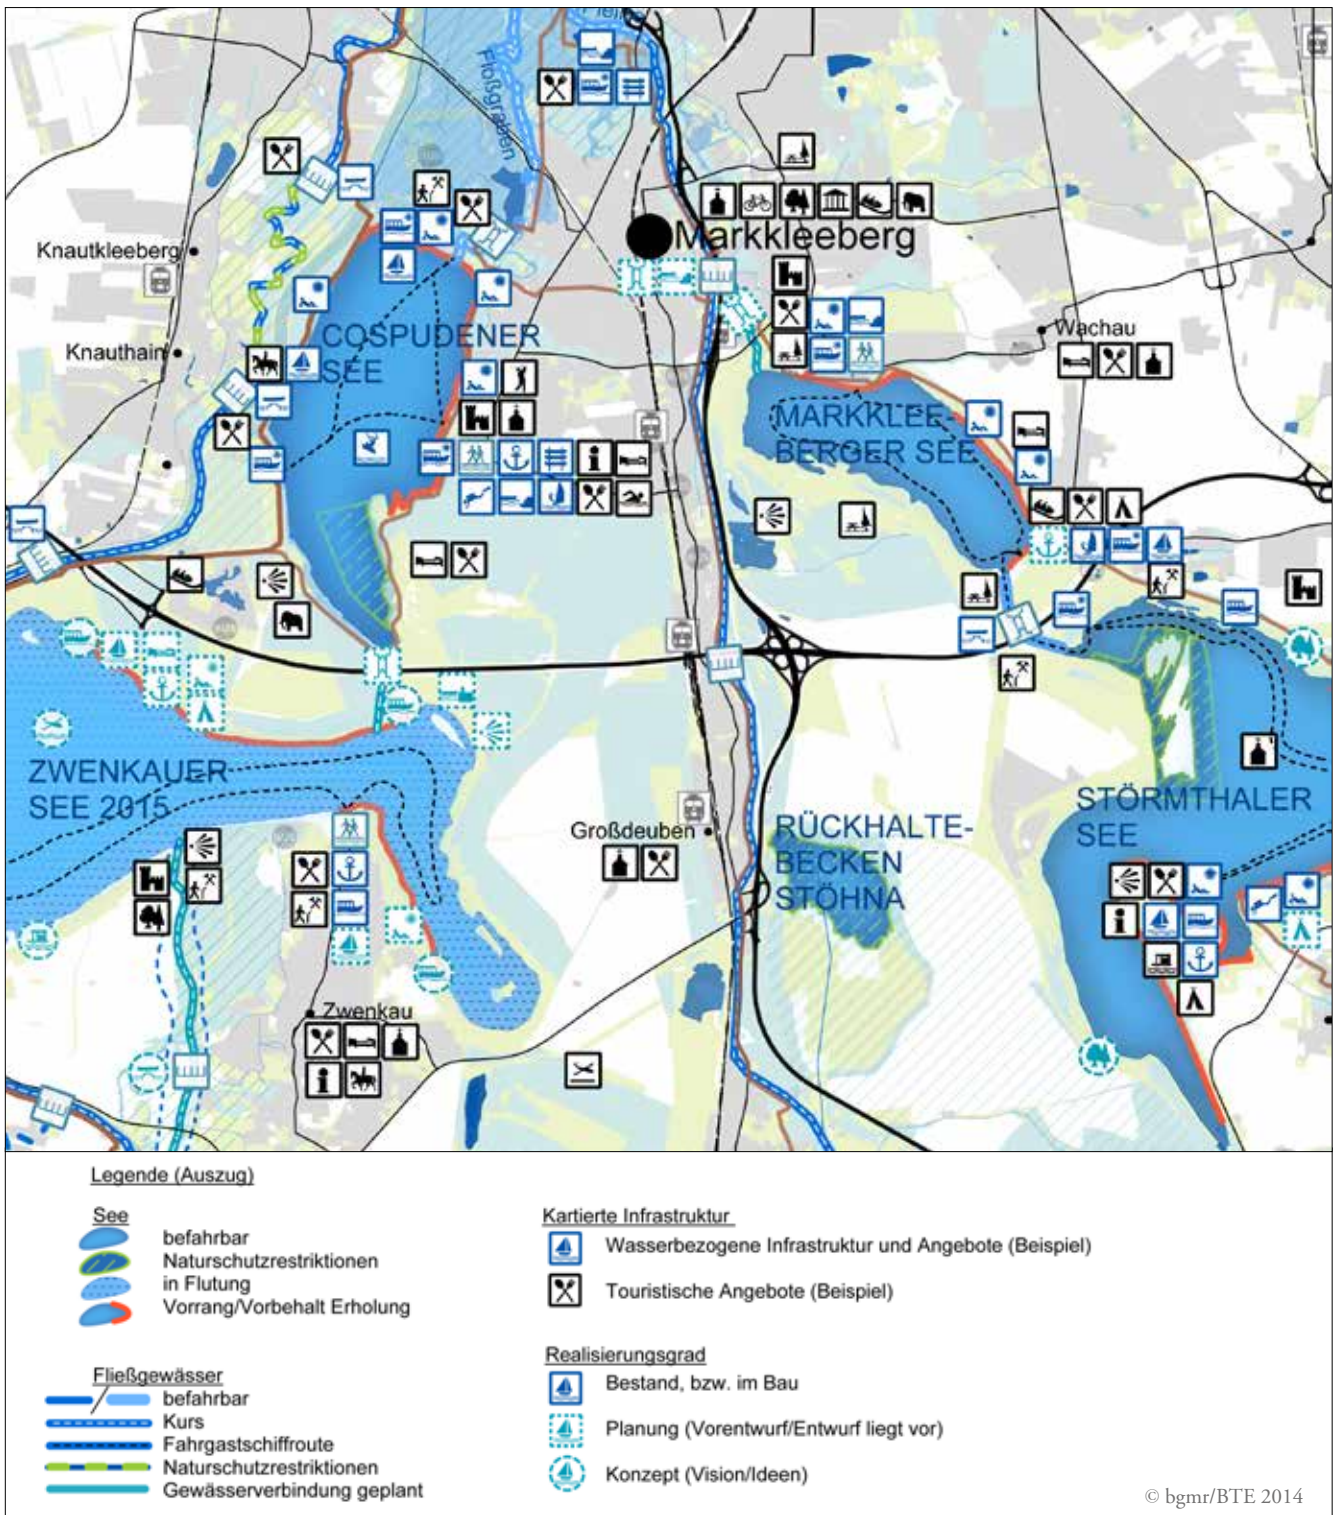 Floßgraben
Markkleeberg
Knautkleeberg
COSPUDENER
SEE
Knauthain
Wachau
MARKKLEE-
BERGER SEE
ZWENKAUER
SEE 2015
STÖRMTHALER
SEE
Großdeuben
RÜCKHALTE-
BECKEN
STÖHNA
Zwenkau
Legende (Auszug)
See
befahrbar
Naturschutzrestriktionen
in Flutung
Vorrang/Vorbehalt Erholung
Fließgewässer
befahrbar
Kurs
Fahrgastschiffroute
Naturschutzrestriktionen
Gewässerverbindung geplant
Kartierte Infrastruktur
Wasserbezogene Infrastruktur und Angebote (Beispiel)
Touristische Angebote (Beispiel)
Realisierungsgrad
Bestand, bzw. im Bau
Planung (Vorentwurf/Entwurf liegt vor)
Konzept (Vision/Ideen)
© bgmr/BTE 2014